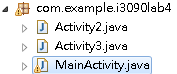 com.example.i3090lab4
Activity2.java
Activity3.java
MainActivity.java